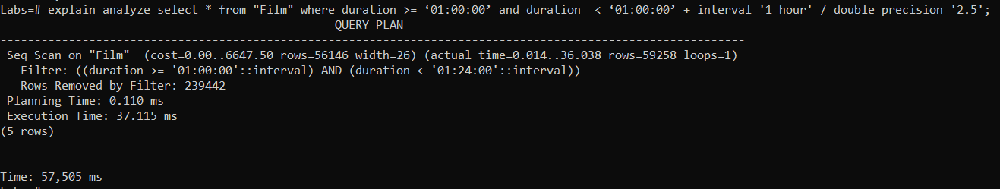 Labs=# explain analyze select * from "Film" where duration >= ‘01:00:00’ and duration  < ‘01:00:00’ + interval '1 hour' / double precision '2.5';
QUERY PLAN
-------------------------------------------------------------------------------------------------------------
Seq Scan on "Film"  (cost=0.00..6647.50 rows=56146 width=26) (actual time=0.014..36.038 rows=59258 loops=1)
Filter: ((duration >= '01:00:00'::interval) AND (duration < '01:24:00'::interval))
Rows Removed by Filter: 239442
Planning Time: 0.110 ms
Execution Time: 37.115 ms
(5 rows)
Time: 57,505 ms